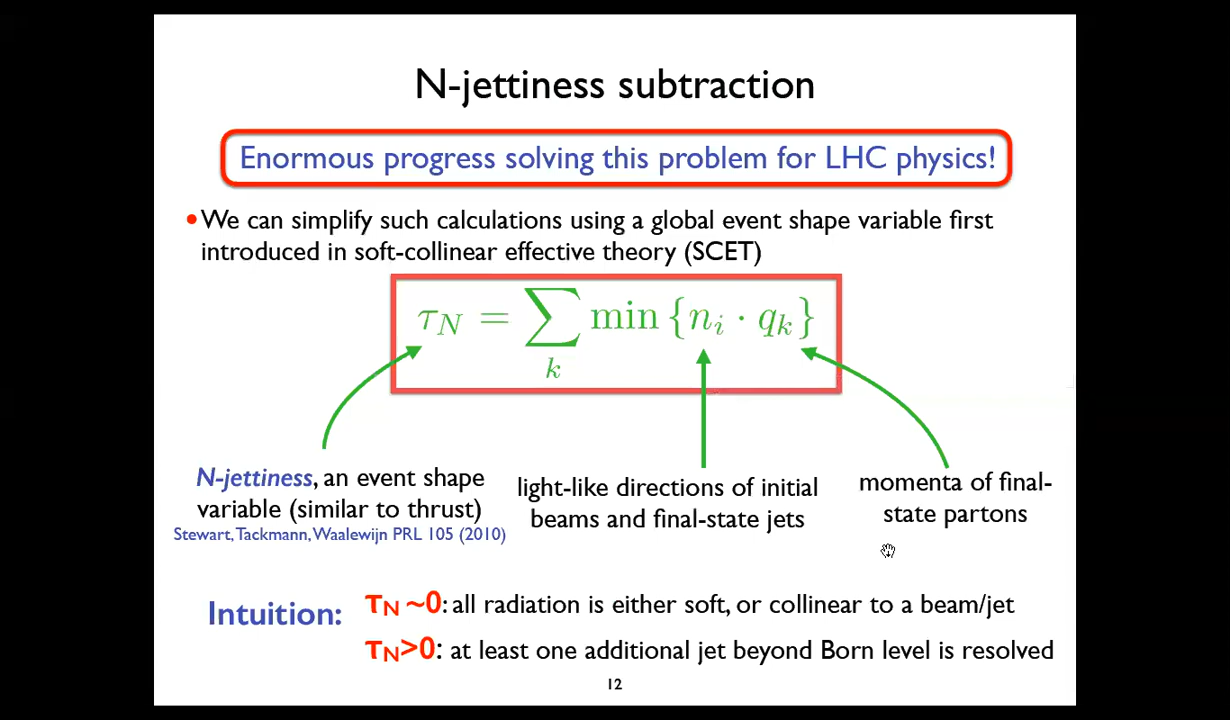 N-jettiness subtraction
Enormous progress solving this problem for LHC physics!
•We can simplify such calculations using a global event shape variable first
introduced in soft-collinear effective theory (SCET)
τ_N = ∑_k min {n_i · q_k}
N-jettiness, an event shape
variable (similar to thrust)
Stewart, Tackmann, Waalewijn PRL 105 (2010)
light-like directions of initial
beams and final-state jets
momenta of final-
state partons
Intuition:
τN ~0: all radiation is either soft, or collinear to a beam/jet
τN>0: at least one additional jet beyond Born level is resolved
12